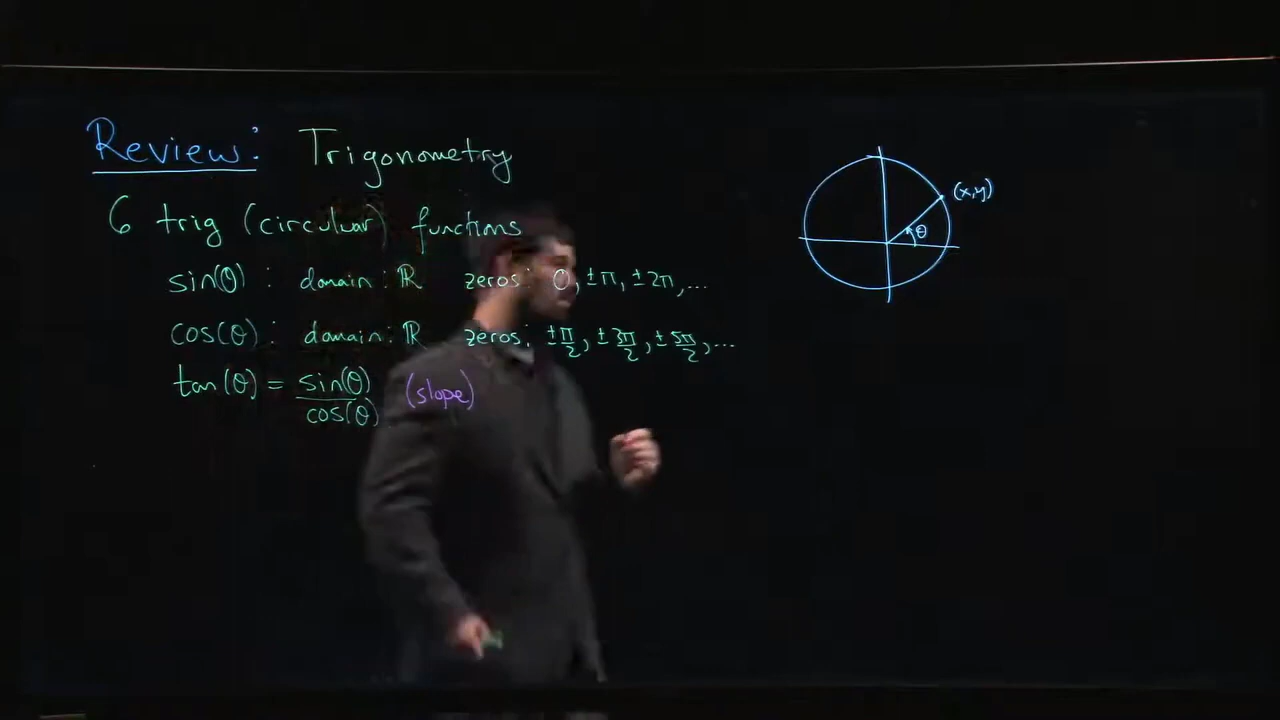 Review: Trigonometry
6 trig (circular) functions
sin(θ) : domain : ℝ zeros : 0, ±π, ±2π, ...
cos(θ) : domain : ℝ zeros : ±π/2, ±3π/2, ±5π/2, ...
tan(θ) = sin(θ)/cos(θ) (slope)
(x,y)
θ